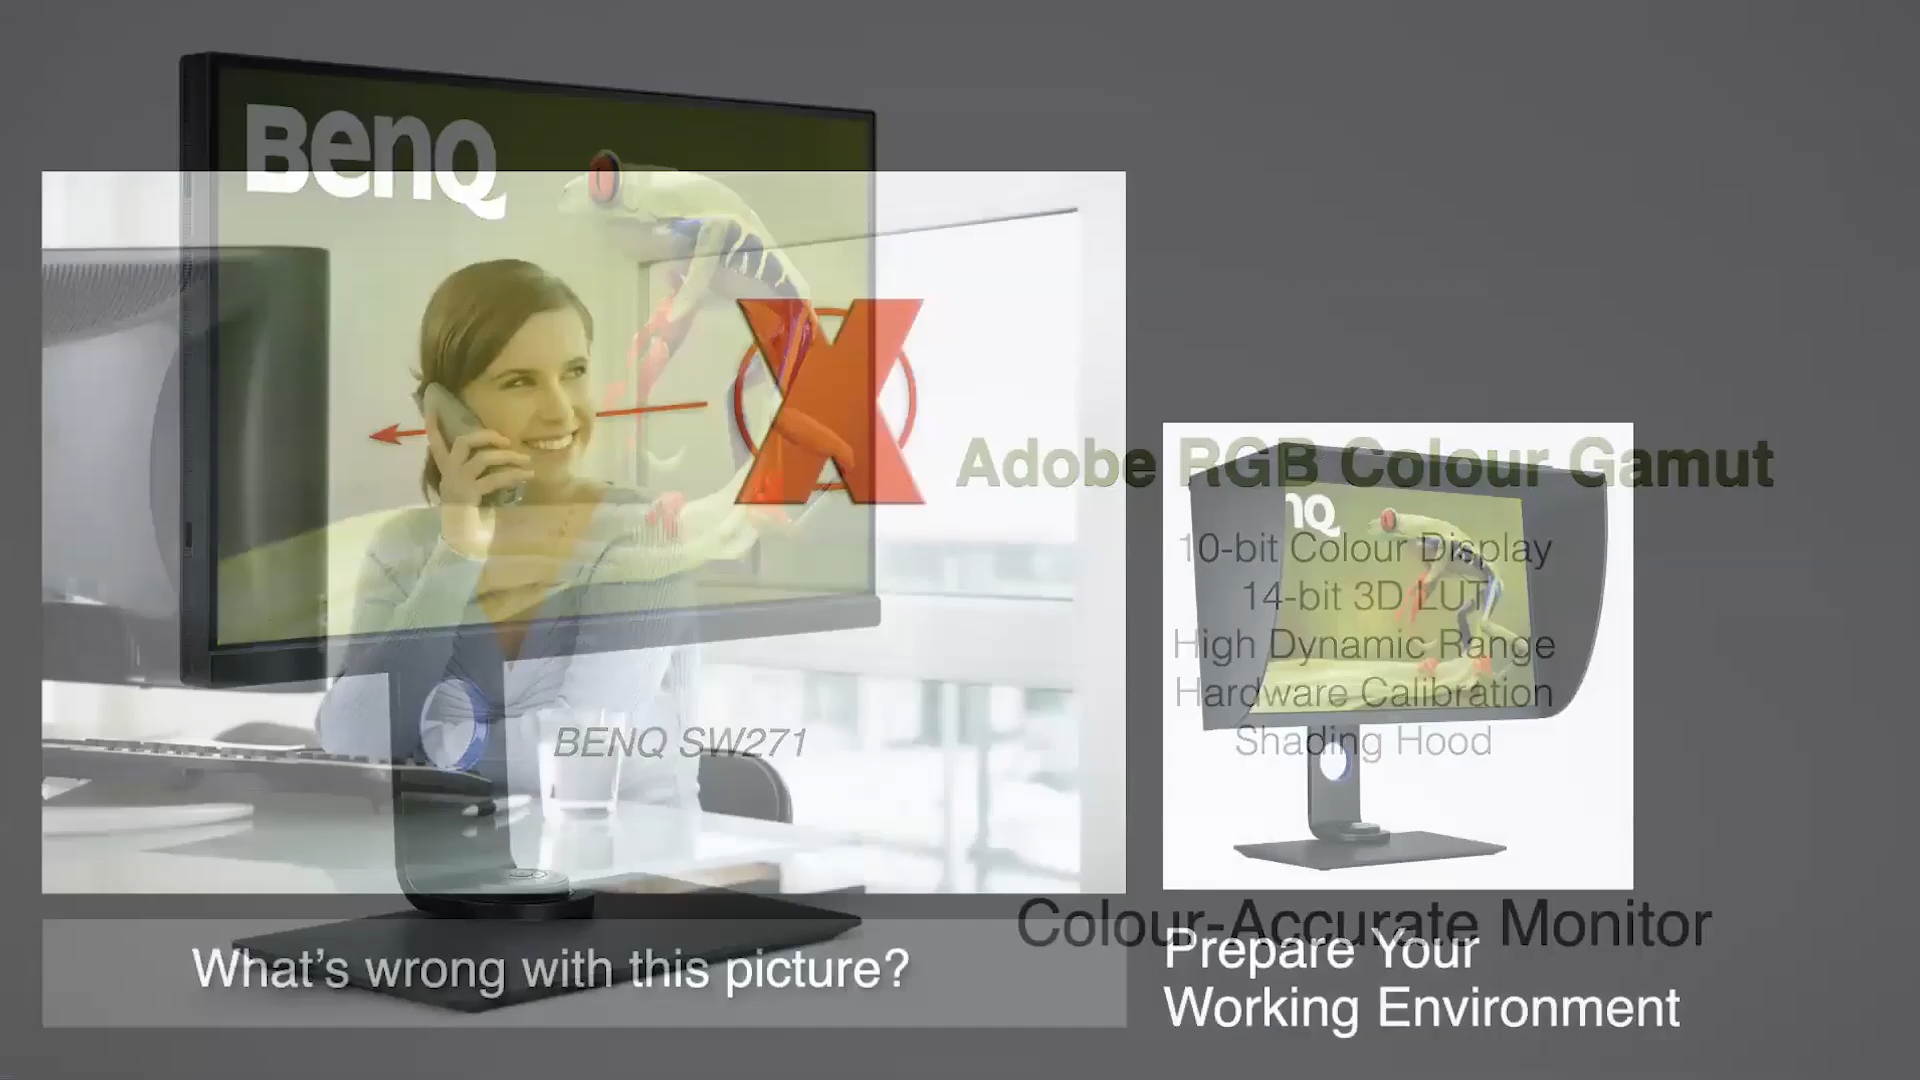 BenQ
Adobe RGB Colour Gamut
nQ
10-bit Colour Display
14-bit 3D LUT
High Dynamic Range
Hardware Calibration
Shading Hood
BENQ SW271
Colour-Accurate Monitor
What's wrong with this picture?
Prepare Your
Working Environment